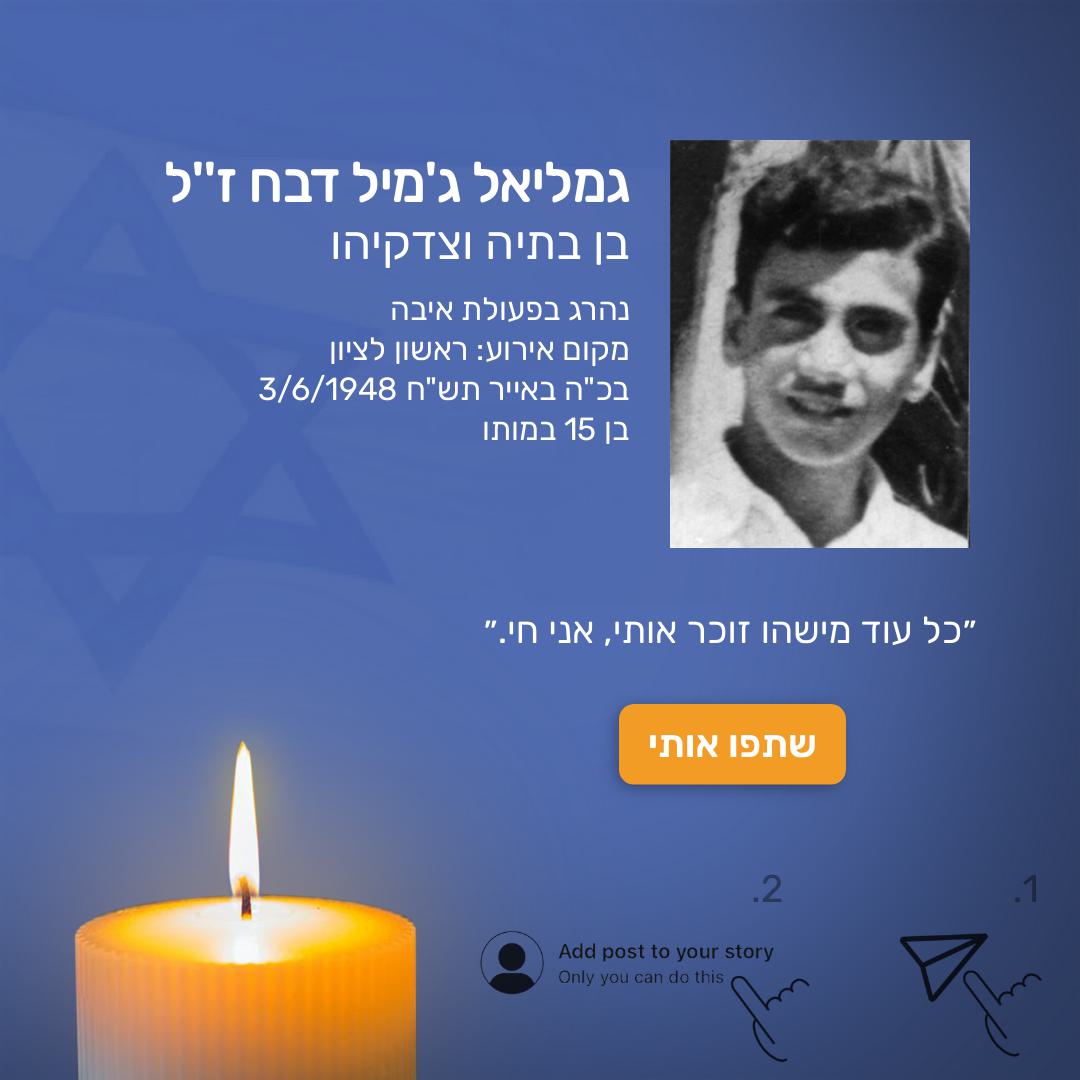 גמליאל ג'מיל דבח ז''ל
בן בתיה וצדקיהו
נהרג בפעולת איבה
מקום אירוע: ראשון לציון
בכ"ה באייר תש"ח 3/6/1948
בן 15 במותו
״כל עוד מישהו זוכר אותי, אני חי.״
שתפו אותי
1.
2.
Add post to your story
Only you can do this